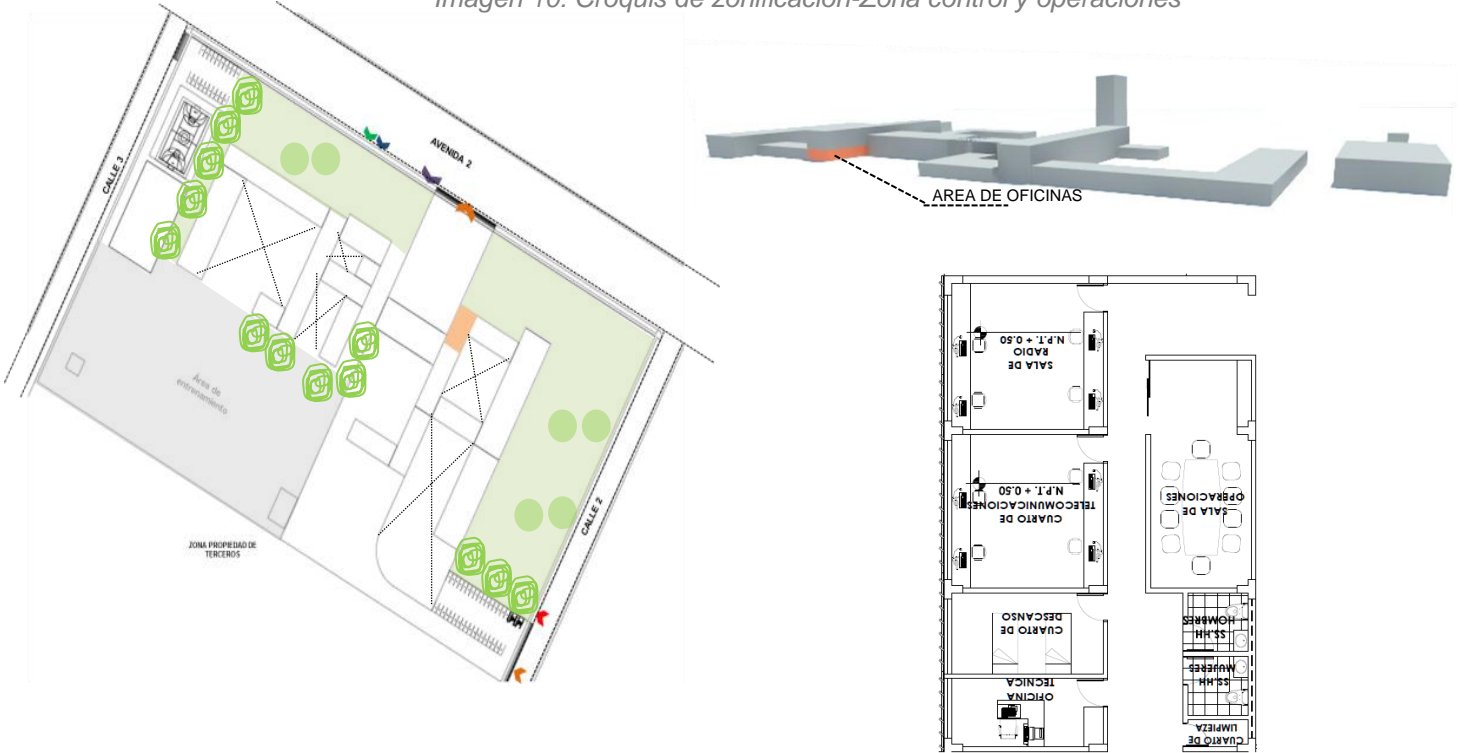 Imagen 10: Croquis de zonificación-Zona control y operaciones
AVENIDA 2
CALLE 3
Área de
entrenamiento
ZONA PROPIEDAD DE
TERCEROS
CALLE 2
AREA DE OFICINAS
SALA DE
RADIO
N.P.T. + 0.50
CUARTO DE
TELECOMUNICACIONES
N.P.T. + 0.50
SALA DE
OPERACIONES
CUARTO DE
DESCANSO
OFICINA
TECNICA
SS.HH
HOMBRES
SS.HH
MUJERES
CUARTO DE
LIMPIEZA